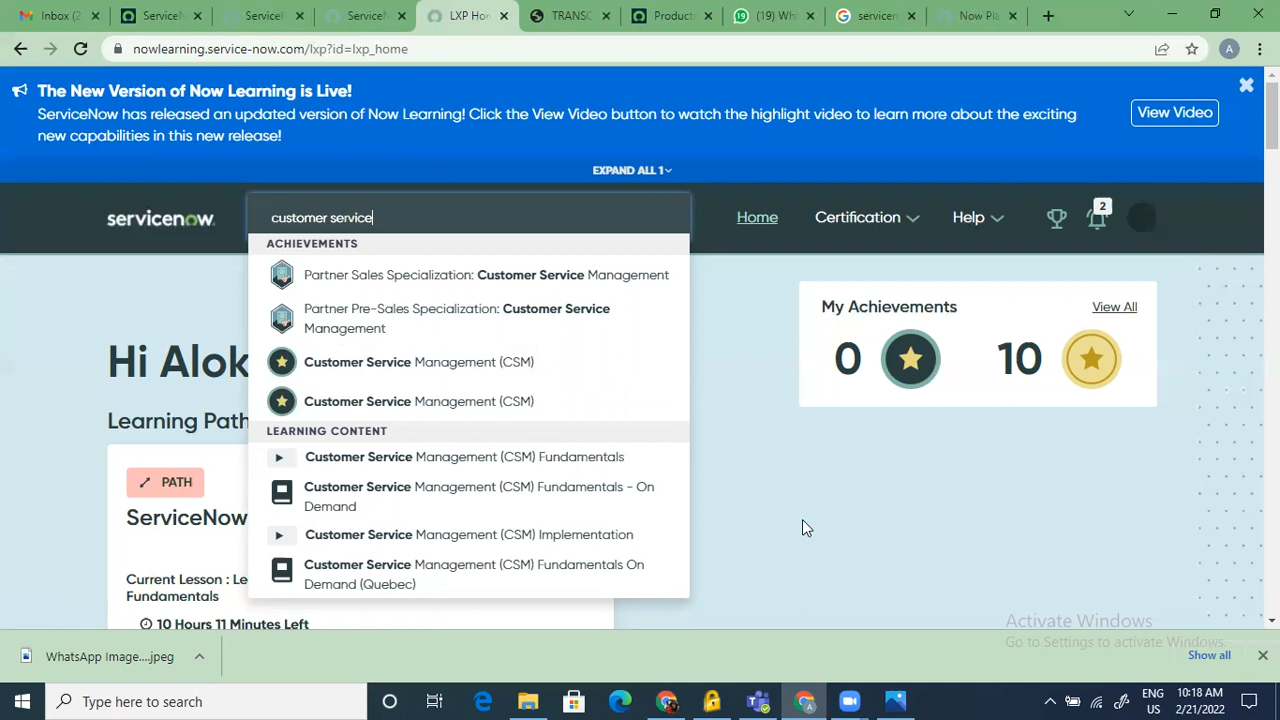 Inbox (2
ServiceN
ServiceN
ServiceN
LXP Hom
TRANSC
Products
(19) Wha
servicen
Now Pla
nowlearning.service-now.com/lxp?id=lxp_home
A
The New Version of Now Learning is Live!
ServiceNow has released an updated version of Now Learning! Click the View Video button to watch the highlight video to learn more about the exciting
new capabilities in this new release!
View Video
EXPAND ALL 1
servicenow
customer service
Home
Certification
Help
2
ACHIEVEMENTS
Partner Sales Specialization: Customer Service Management
Partner Pre-Sales Specialization: Customer Service
Management
Customer Service Management (CSM)
Customer Service Management (CSM)
LEARNING CONTENT
Customer Service Management (CSM) Fundamentals
Customer Service Management (CSM) Fundamentals - On
Demand
Customer Service Management (CSM) Implementation
Customer Service Management (CSM) Fundamentals On
Demand (Quebec)
Hi Alok
Learning Path
PATH
ServiceNow
Current Lesson : Le
Fundamentals
10 Hours 11 Minutes Left
My Achievements
View All
0
10
Activate Windows
Go to Settings to activate Windows.
WhatsApp Image....jpeg
Show all
Type here to search
ENG
US
10:18 AM
2/21/2022